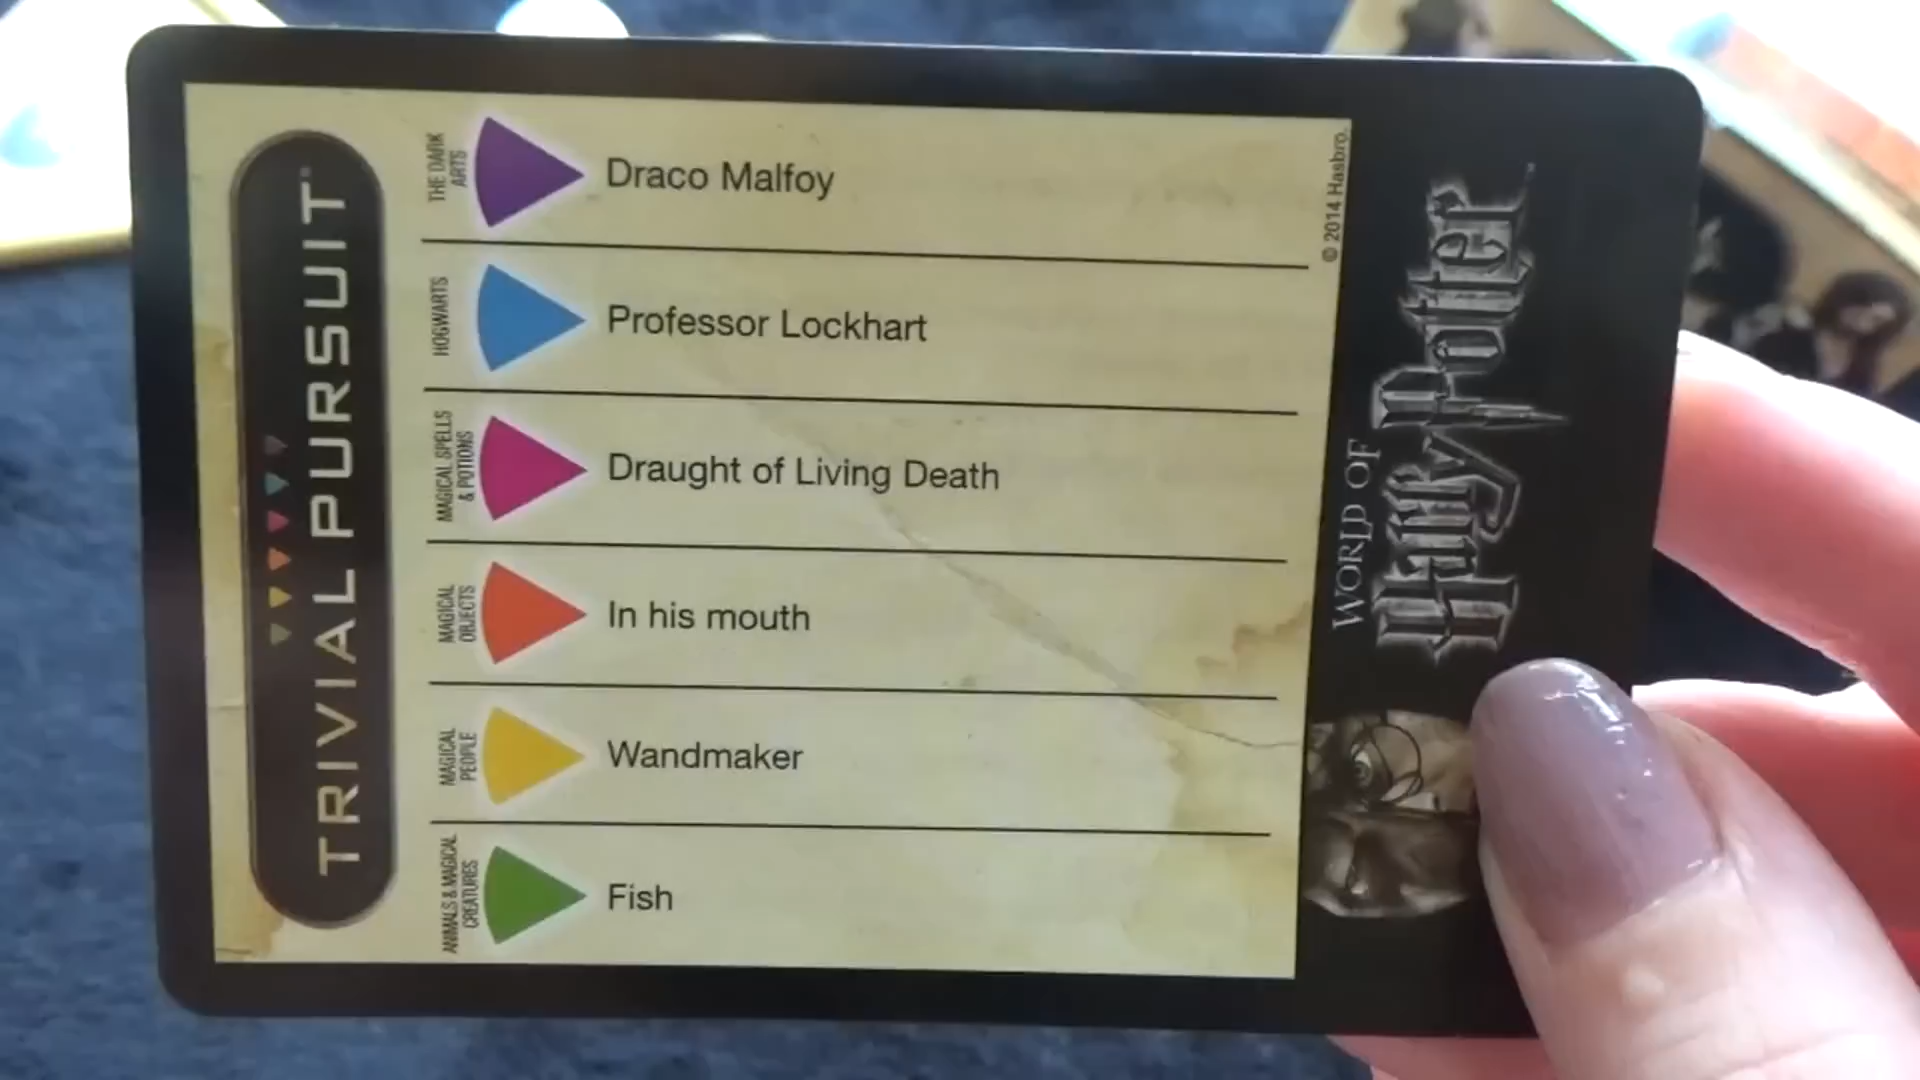 TRIVIAL PURSUIT
THE DARK
ARTS
Draco Malfoy
HOGWARTS
Professor Lockhart
MAGICAL SPELLS
& POTIONS
Draught of Living Death
MAGICAL
OBJECTS
In his mouth
MAGICAL
PEOPLE
Wandmaker
ANIMALS & MAGICAL
CREATURES
Fish
© 2014 Hasbro.
WORLD OF
Harry Potter